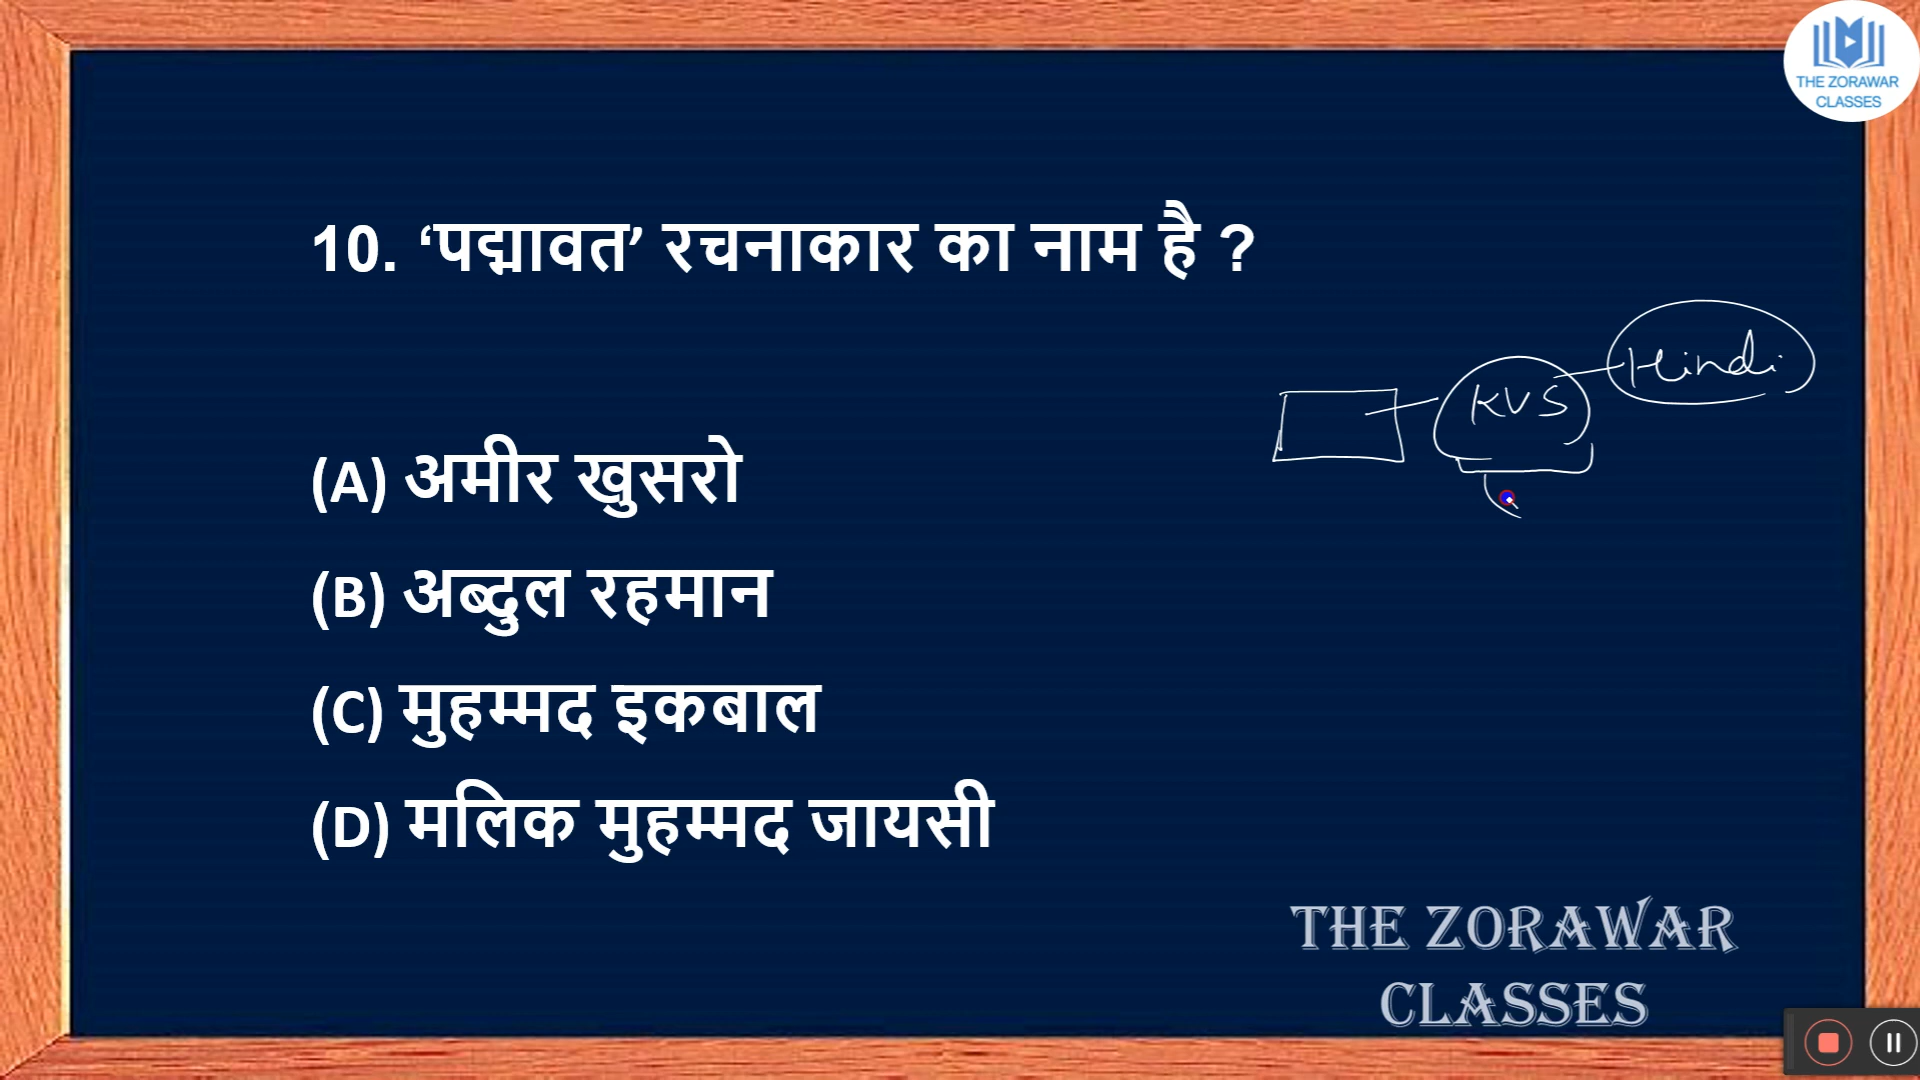 THE ZORAWAR
CLASSES
10. ‘पद्मावत’ रचनाकार का नाम है ?
Hindi
KVS
(A) अमीर खुसरो
(B) अब्दुल रहमान
(C) मुहम्मद इकबाल
(D) मलिक मुहम्मद जायसी
THE ZORAWAR
CLASSES